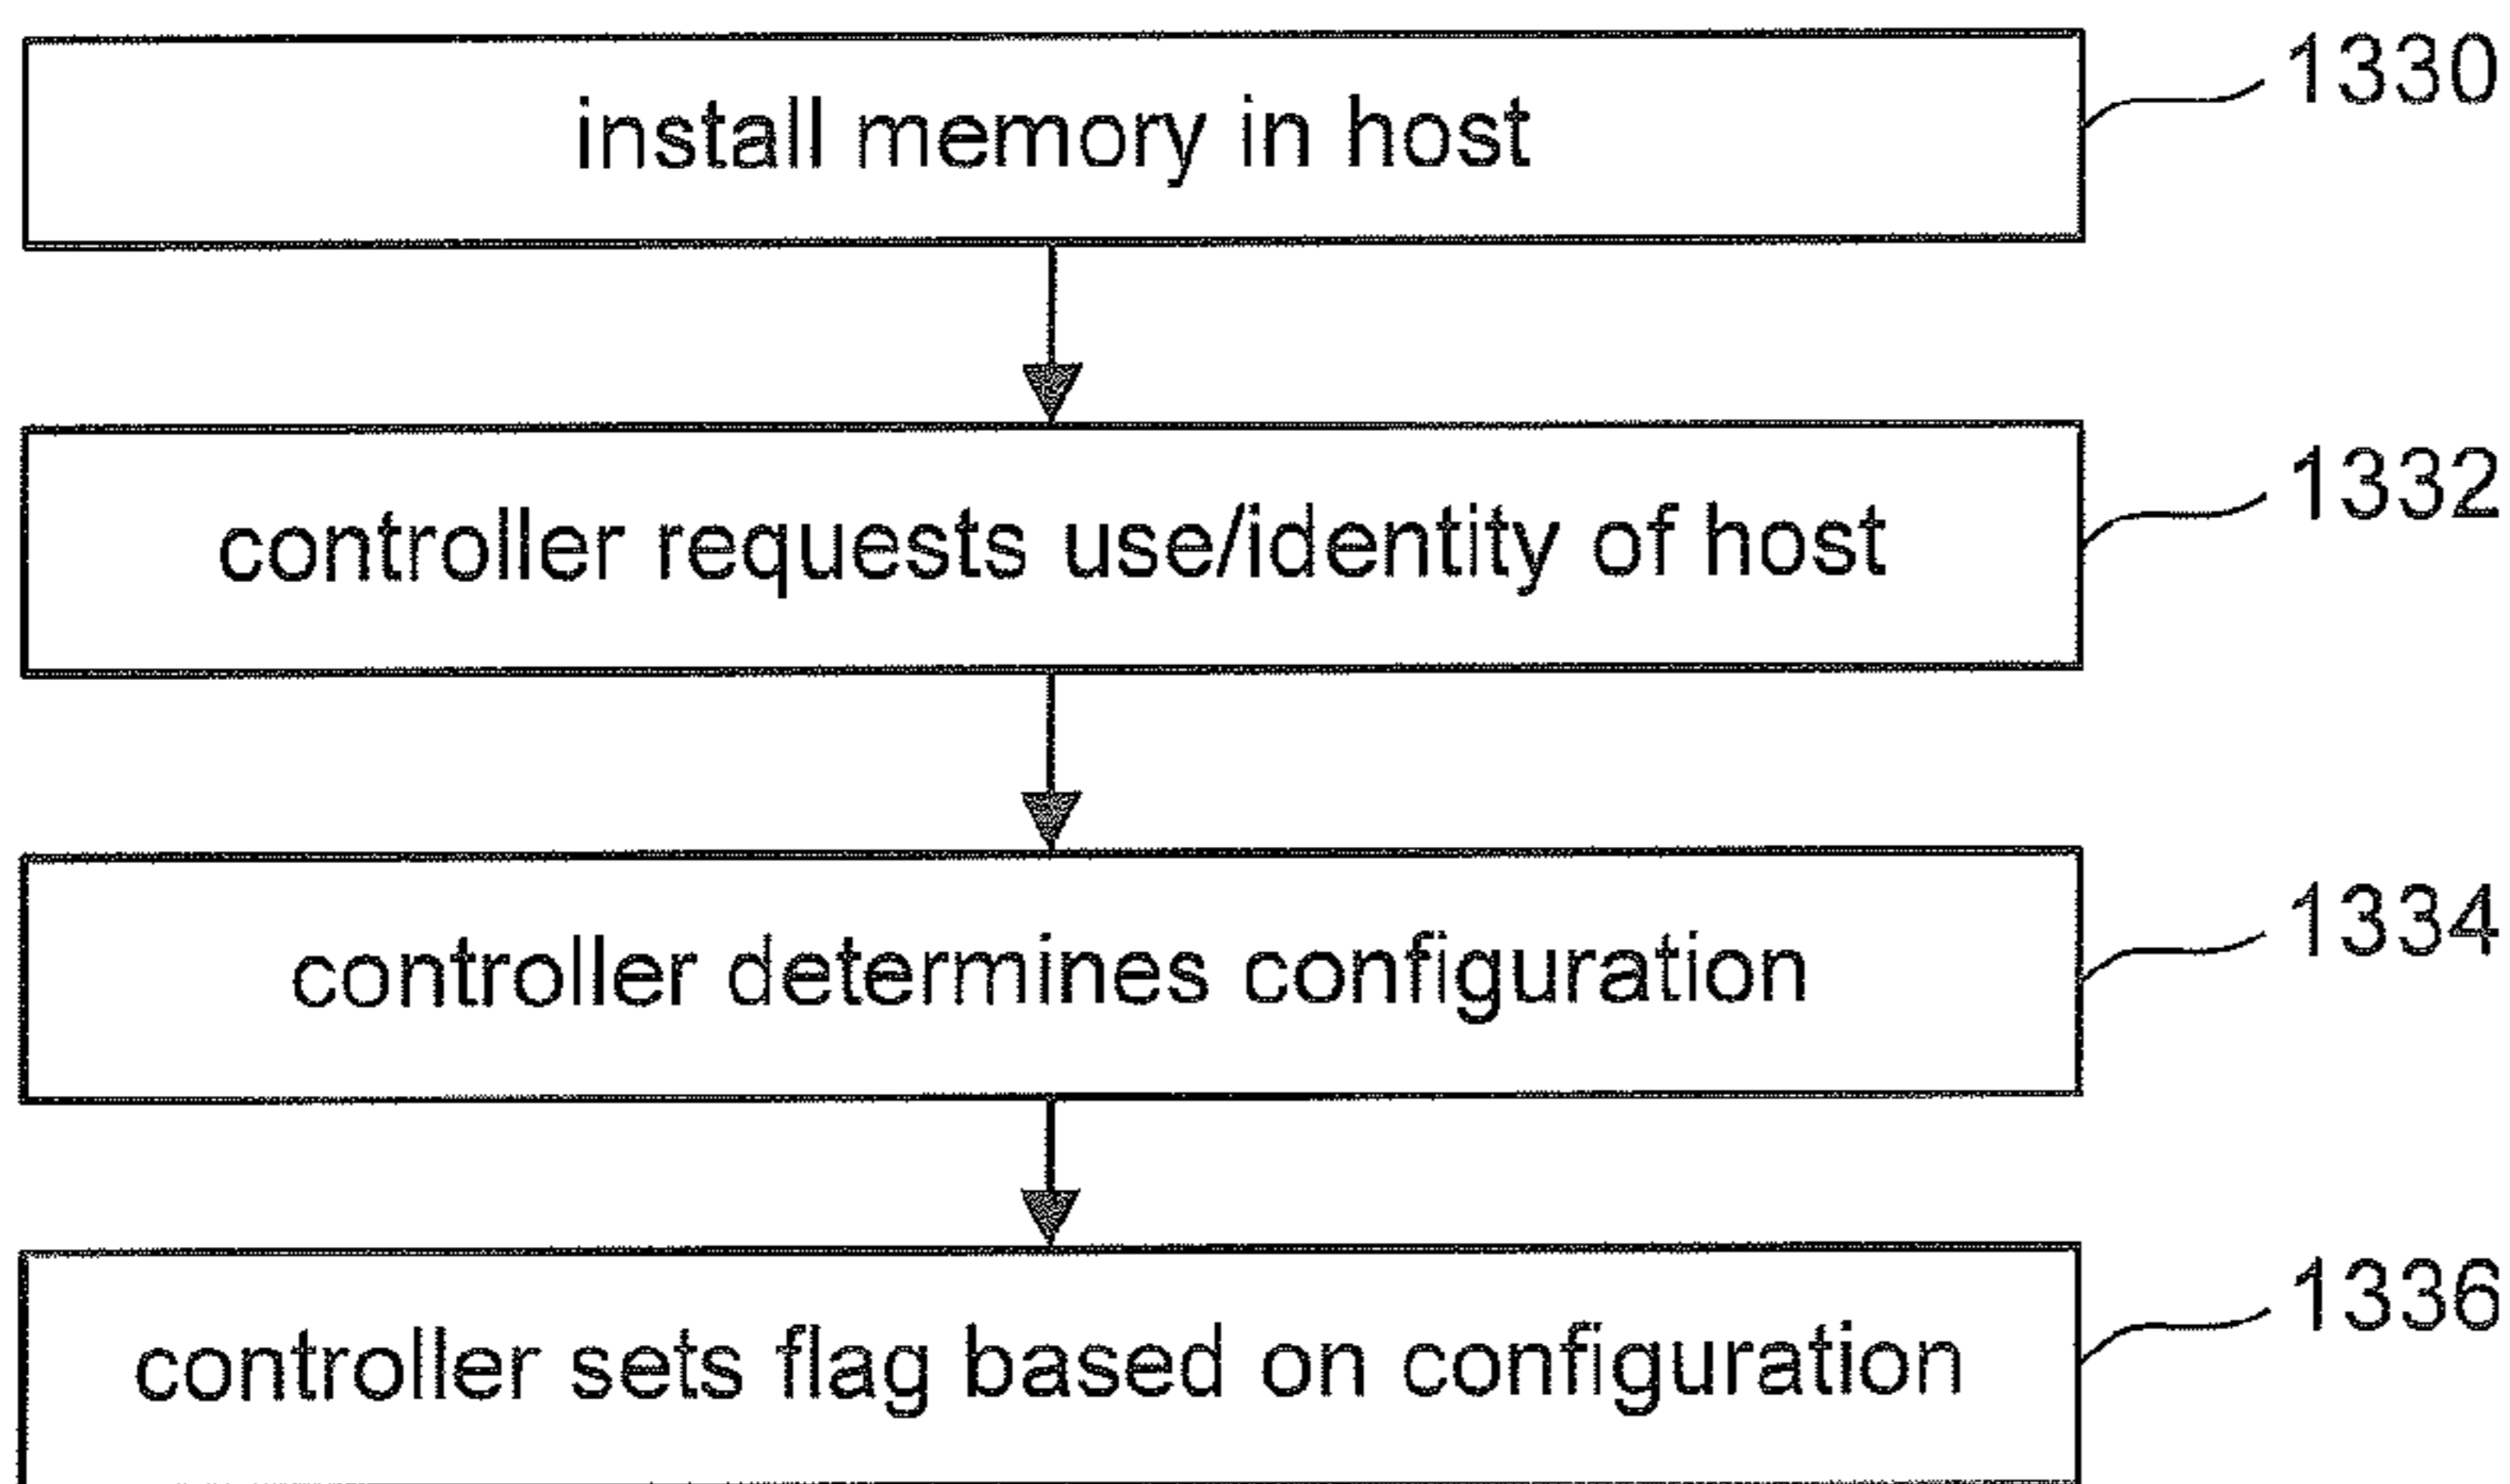 install memory in host
1330
controller requests use/identity of host
1332
controller determines configuration
1334
controller sets flag based on configuration
1336